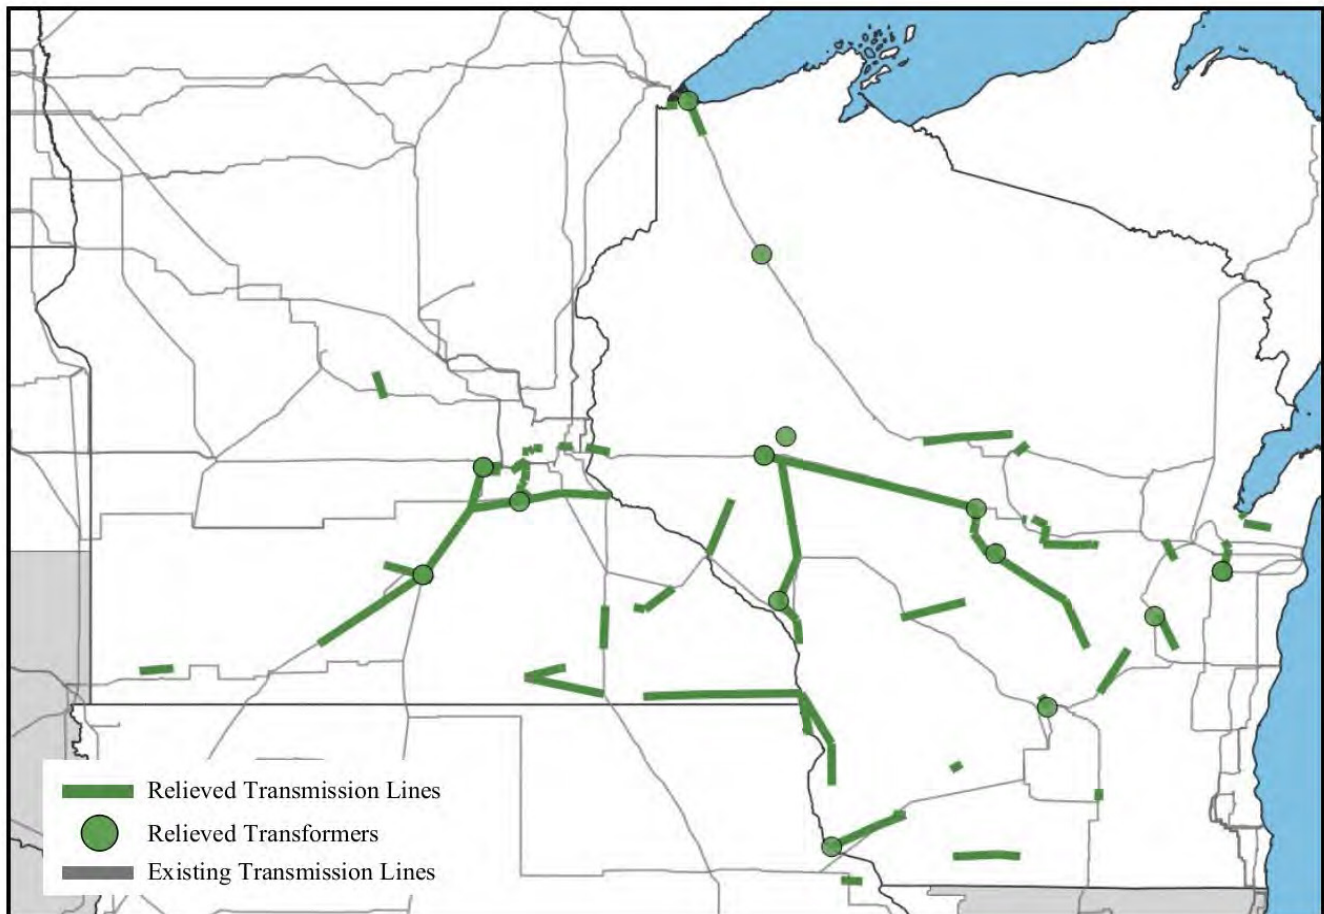 Relieved Transmission Lines
Relieved Transformers
Existing Transmission Lines